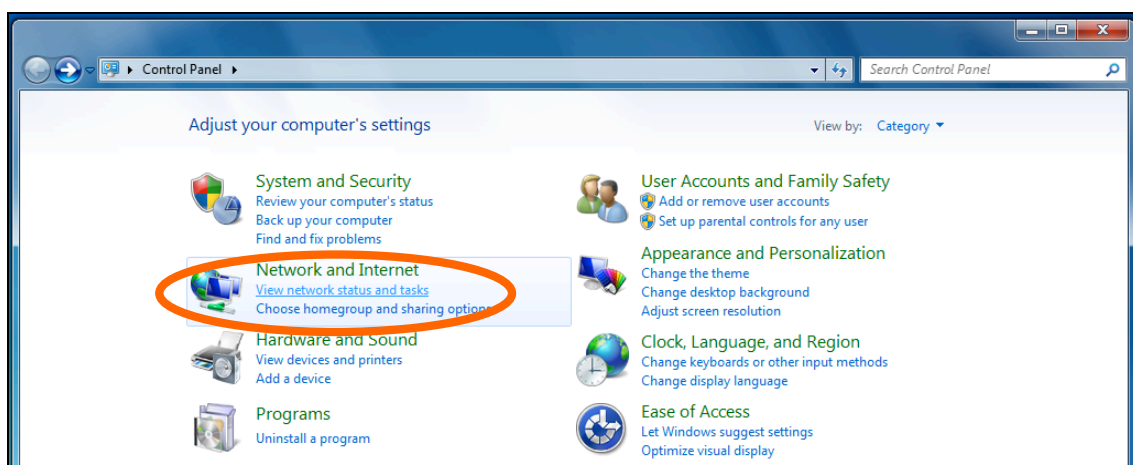 Control Panel
Search Control Panel
Adjust your computer's settings
View by: Category
System and Security
Review your computer's status
Back up your computer
Find and fix problems
Network and Internet
View network status and tasks
Choose homegroup and sharing options
Hardware and Sound
View devices and printers
Add a device
Programs
Uninstall a program
User Accounts and Family Safety
Add or remove user accounts
Set up parental controls for any user
Appearance and Personalization
Change the theme
Change desktop background
Adjust screen resolution
Clock, Language, and Region
Change keyboards or other input methods
Change display language
Ease of Access
Let Windows suggest settings
Optimize visual display